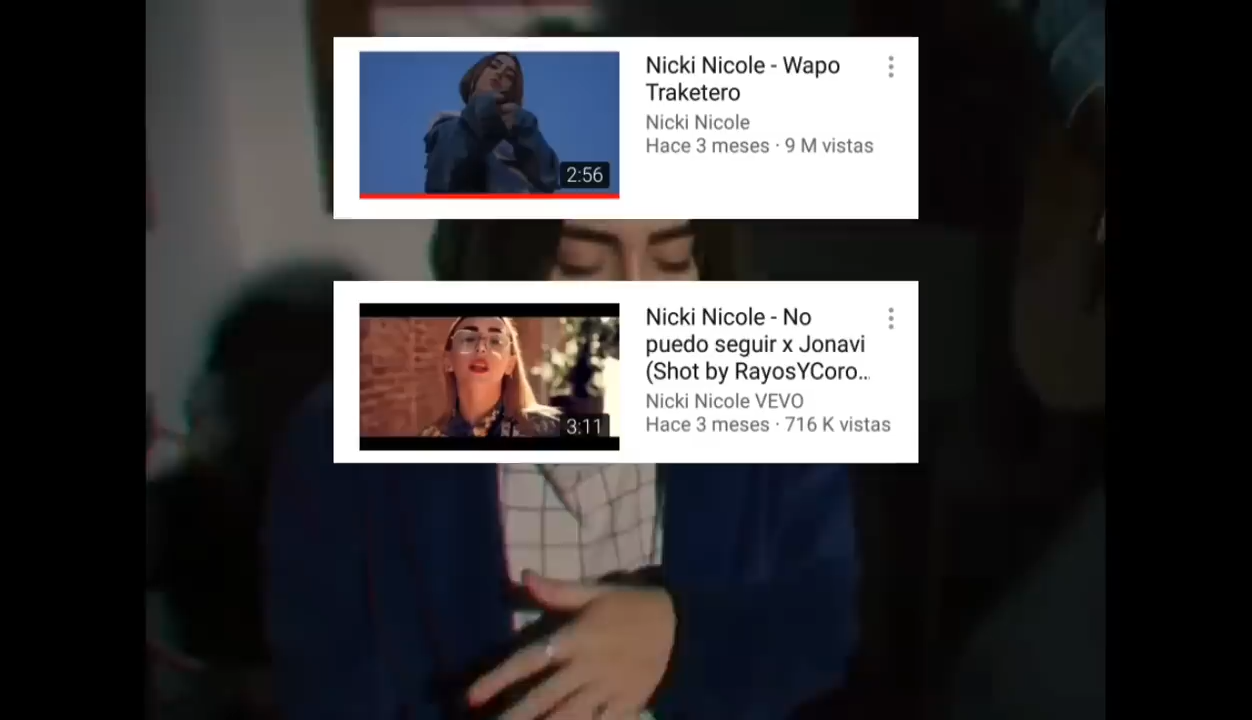 Nicki Nicole - Wapo
Traketero
Nicki Nicole
Hace 3 meses · 9 M vistas
2:56
Nicki Nicole - No
puedo seguir x Jonavi
(Shot by RayosYCoro...
Nicki Nicole VEVO
Hace 3 meses · 716 K vistas
3:11